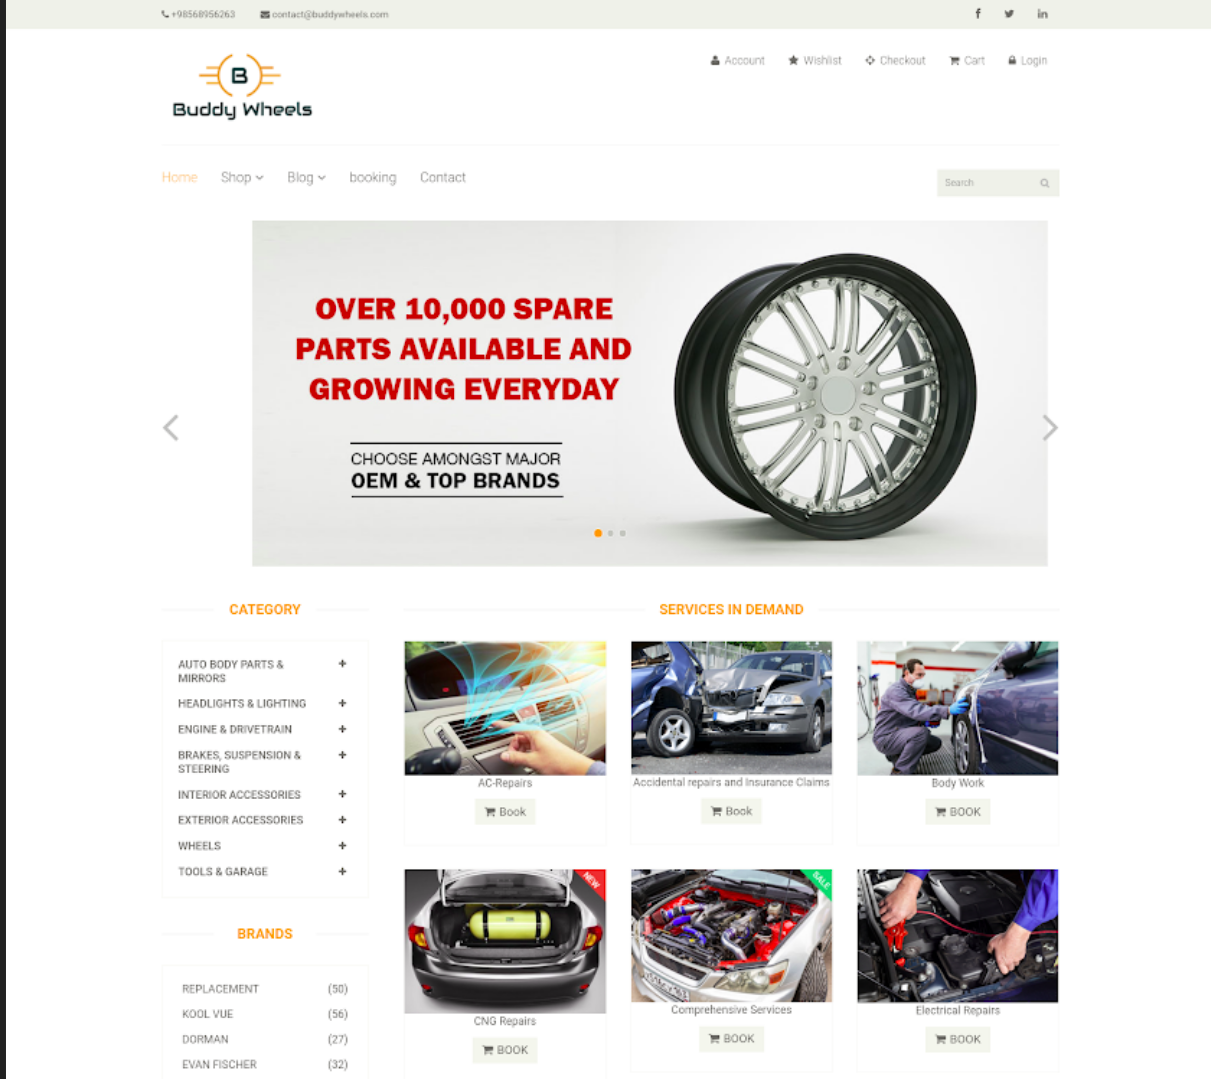 +98568956263 contact@buddywheels.com
B
Buddy Wheels
Account Wishlist Checkout Cart Login
Home Shop Blog booking Contact
Search
OVER 10,000 SPARE
PARTS AVAILABLE AND
GROWING EVERYDAY
CHOOSE AMONGST MAJOR
OEM & TOP BRANDS
CATEGORY
AUTO BODY PARTS &
MIRRORS
HEADLIGHTS & LIGHTING
ENGINE & DRIVETRAIN
BRAKES, SUSPENSION &
STEERING
INTERIOR ACCESSORIES
EXTERIOR ACCESSORIES
WHEELS
TOOLS & GARAGE
BRANDS
REPLACEMENT (50)
KOOL VUE (56)
DORMAN (27)
EVAN FISCHER (32)
SERVICES IN DEMAND
AC-Repairs
Book
Accidental repairs and Insurance Claims
Book
Body Work
BOOK
NEW
CNG Repairs
BOOK
SALE
Comprehensive Services
BOOK
Electrical Repairs
BOOK